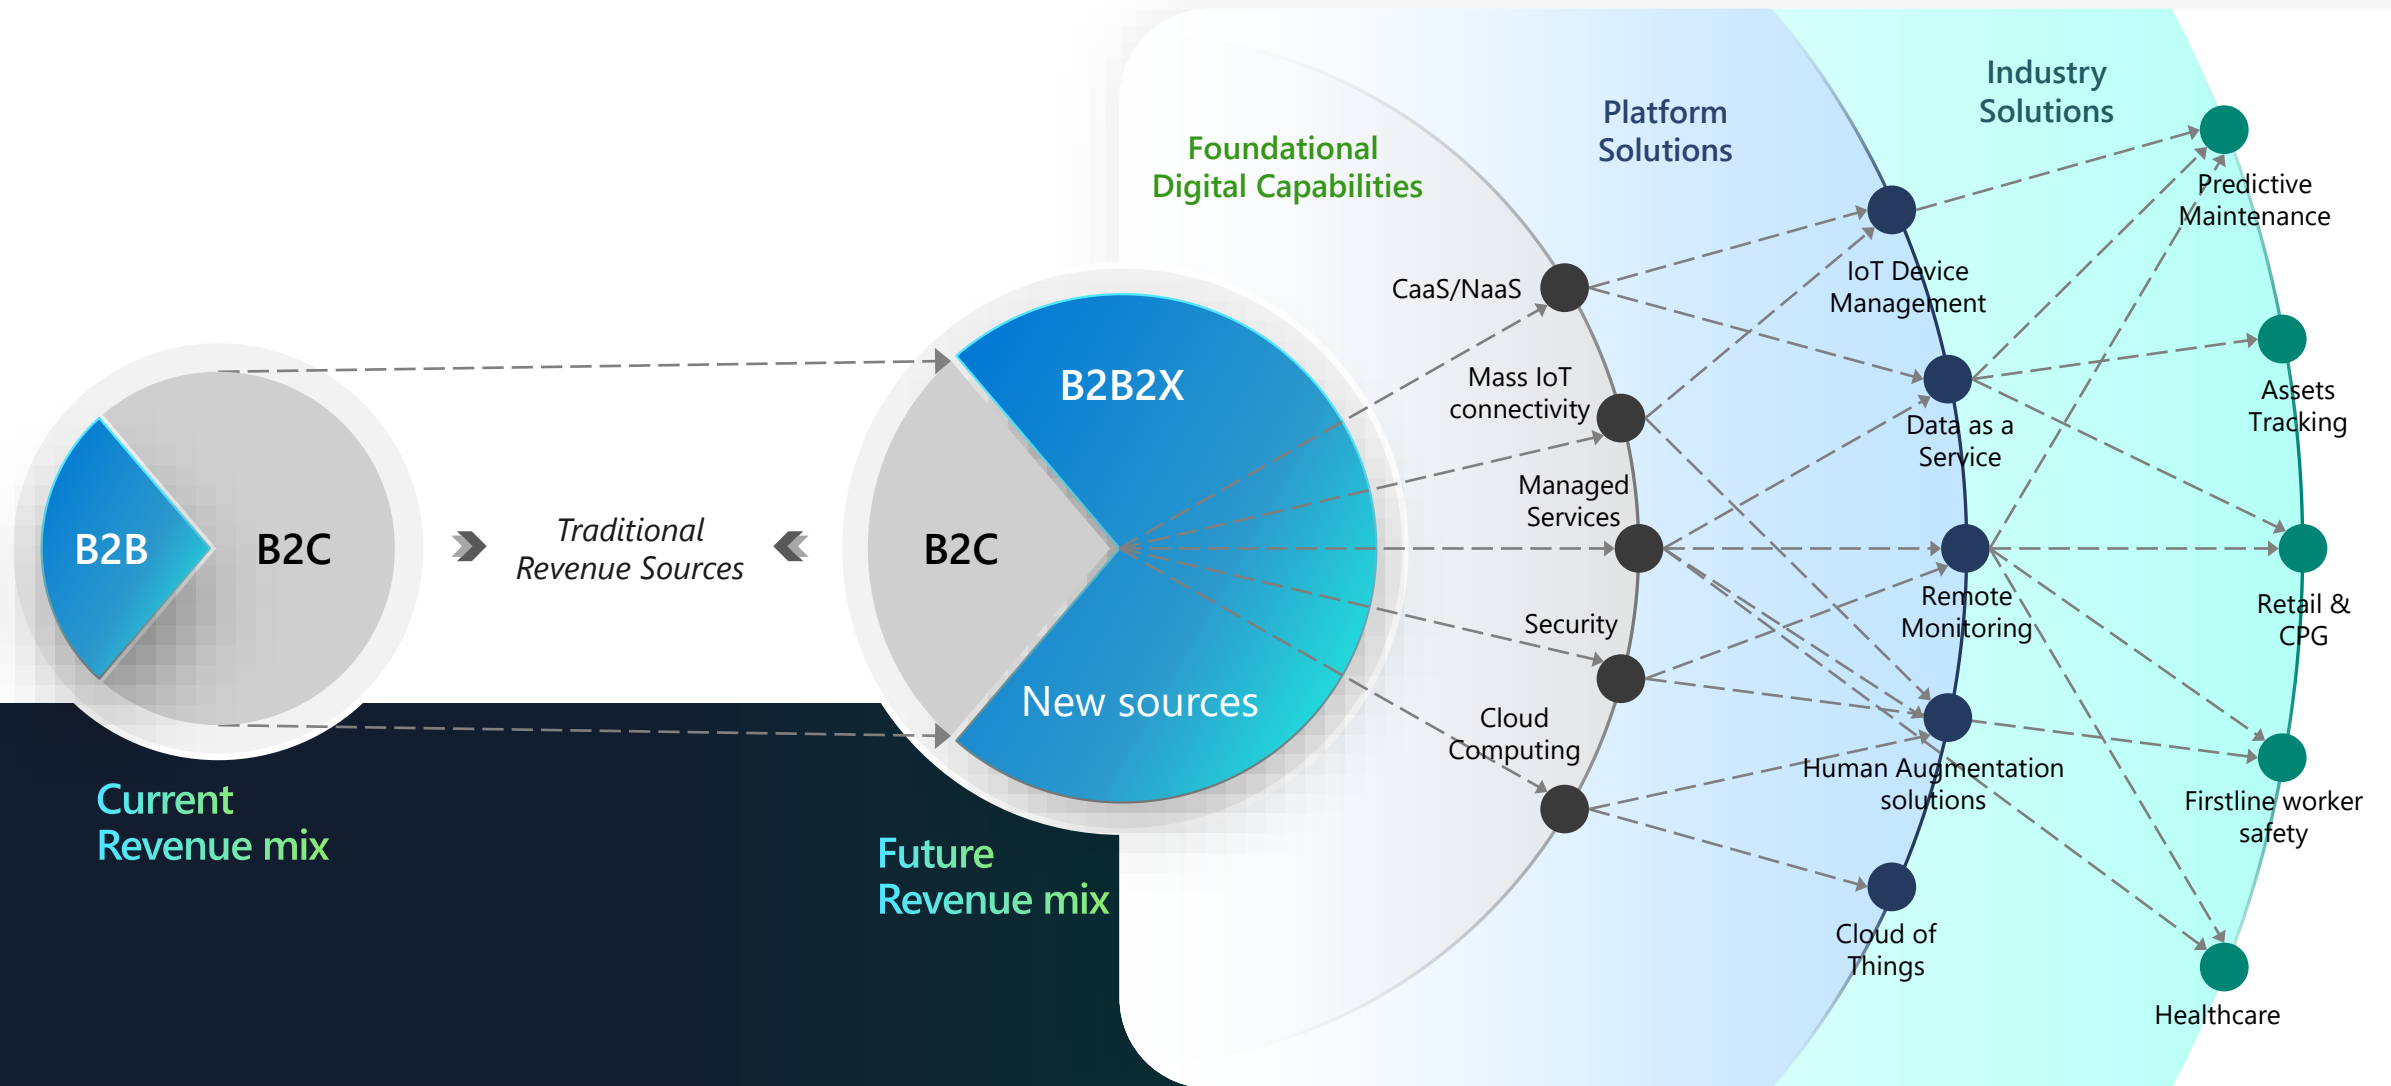 B2B
B2C
Traditional
Revenue Sources
Current
Revenue mix
B2B2X
B2C
New sources
Future
Revenue mix
Foundational
Digital Capabilities
CaaS/NaaS
Mass IoT
connectivity
Managed
Services
Security
Cloud
Computing
Platform
Solutions
IoT Device
Management
Data as a
Service
Remote
Monitoring
Human Augmentation
solutions
Cloud of
Things
Industry
Solutions
Predictive
Maintenance
Assets
Tracking
Retail &
CPG
Firstline worker
safety
Healthcare